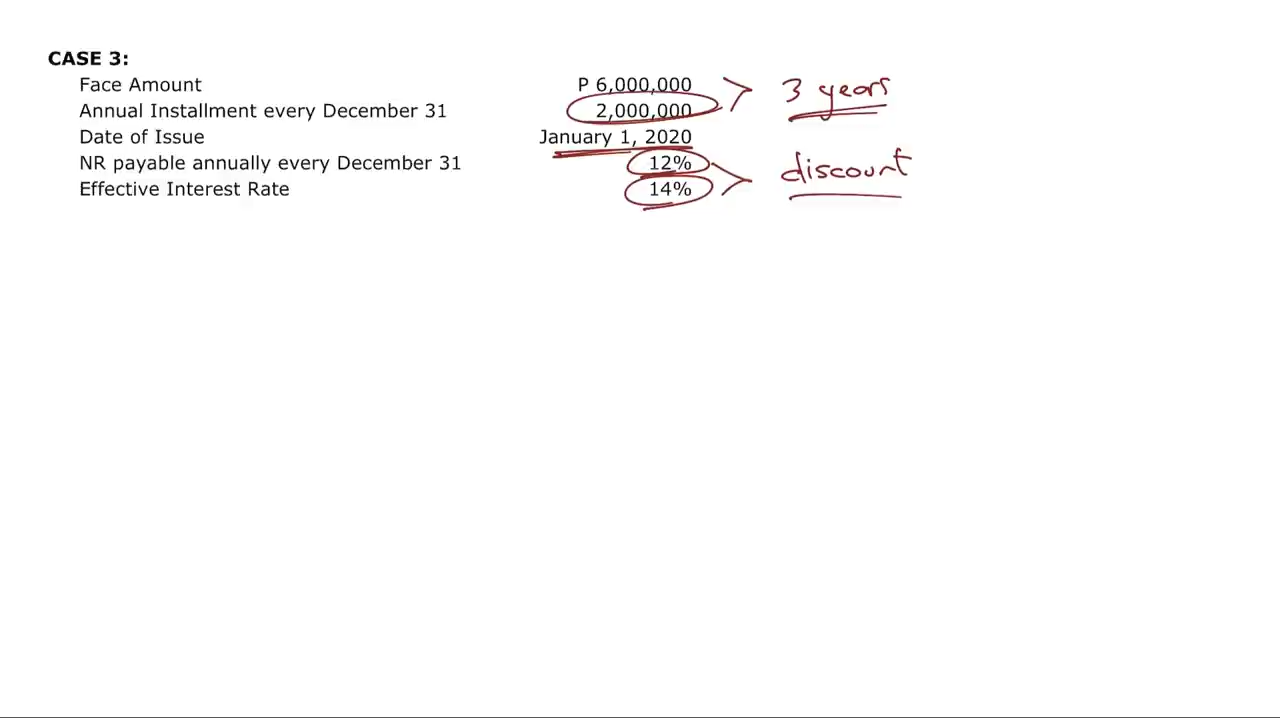 CASE 3:
Face Amount P 6,000,000 3 years
Annual Installment every December 31 2,000,000
Date of Issue January 1, 2020
NR payable annually every December 31 12% discount
Effective Interest Rate 14%